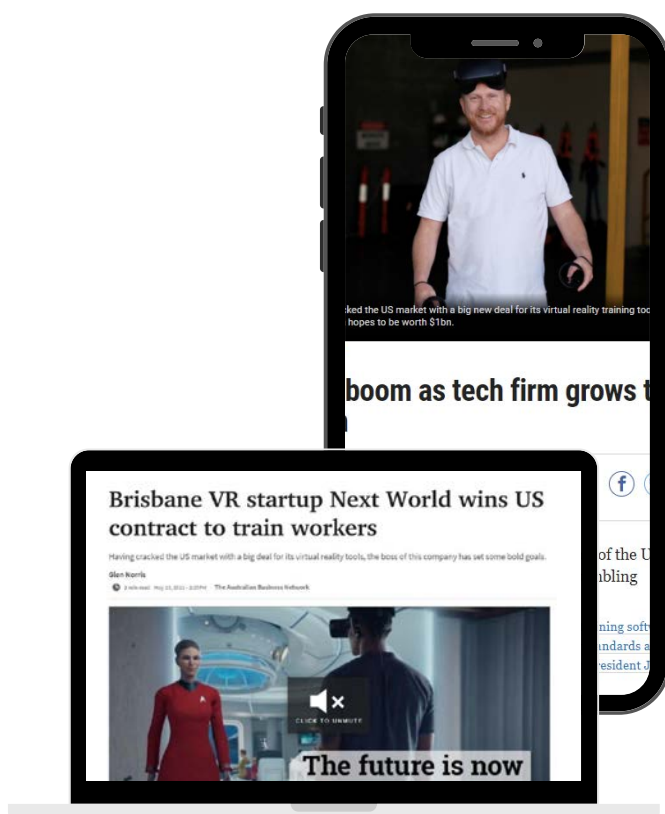 cked the US market with a big new deal for its virtual reality training too
hopes to be worth $1bn.
boom as tech firm grows t
of the U
bling
ning softw
andards a
resident J
Brisbane VR startup Next World wins US
contract to train workers
Having cracked the US market with a big deal for its virtual reality tools, the boss of this company has set some bold goals.
Glen Norris
The Australian Business Network
CLICK TO UNMUTE
The future is now